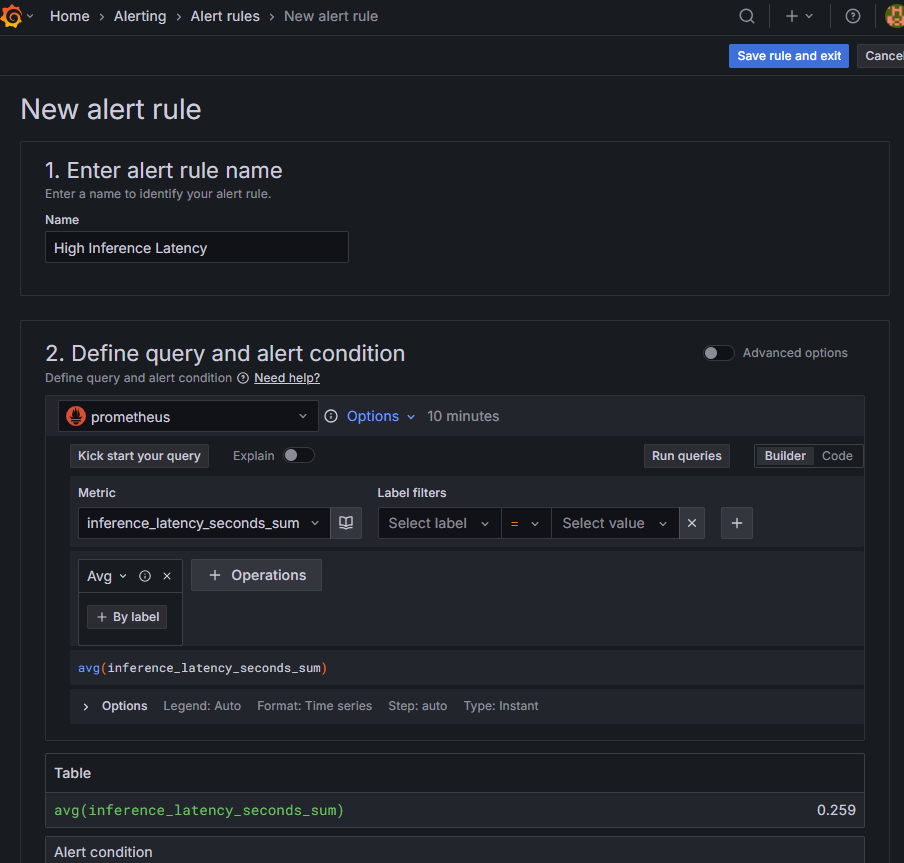 Home › Alerting › Alert rules › New alert rule
Save rule and exit Cancel
New alert rule
1. Enter alert rule name
Enter a name to identify your alert rule.
Name
High Inference Latency
2. Define query and alert condition
Advanced options
Define query and alert condition Need help?
prometheus Options 10 minutes
Kick start your query Explain Run queries Builder Code
Metric Label filters
inference_latency_seconds_sum Select label = Select value
Avg + Operations
+ By label
avg(inference_latency_seconds_sum)
Options Legend: Auto Format: Time series Step: auto Type: Instant
Table
avg(inference_latency_seconds_sum) 0.259
Alert condition